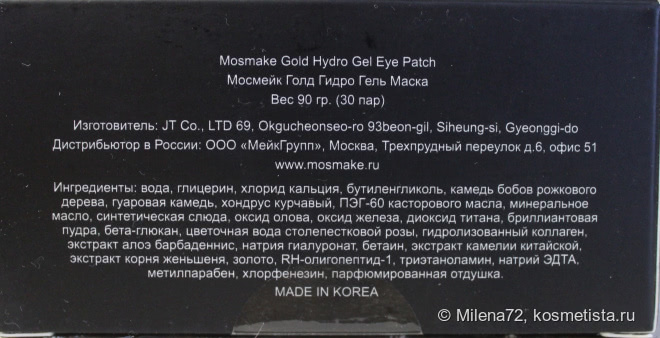 Mosmake Gold Hydro Gel Eye Patch
Мосмейк Голд Гидро Гель Маска
Вес 90 гр. (30 пар)
Изготовитель: JT Co., LTD 69, Okgucheonseo-ro 93beon-gil, Siheung-si, Gyeonggi-do
Дистрибьютор в России: ООО «МейкГрупп», Москва, Трехпрудный переулок д.6, офис 51
www.mosmake.ru
Ингредиенты: вода, глицерин, хлорид кальция, бутиленгликоль, камедь бобов рожкового
дерева, гуаровая камедь, хондрус курчавый, ПЭГ-60 касторового масла, минеральное
масло, синтетическая слюда, оксид олова, оксид железа, диоксид титана, бриллиантовая
пудра, бета-глюкан, цветочная вода столепестковой розы, гидролизованный коллаген,
экстракт алоэ барбаденнис, натрия гиалуронат, бетаин, экстракт камелии китайской,
экстракт корня женьшеня, золото, RH-олигопептид-1, триэтаноламин, натрий ЭДТА,
метилпарабен, хлорфенезин, парфюмированная отдушка.
MADE IN KOREA
© Milena72, kosmetista.ru